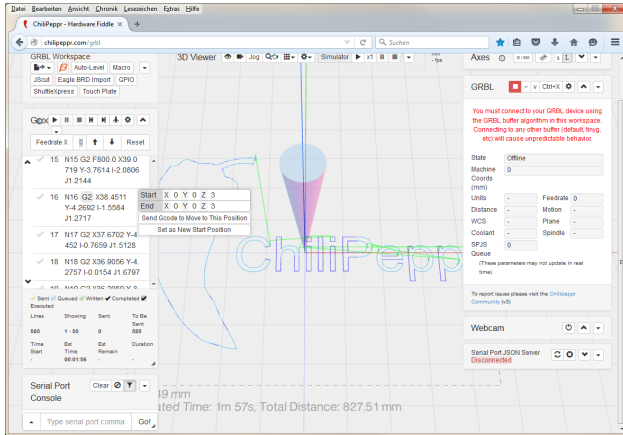 Datei Bearbeiten Ansicht Chronik Lesezeichen Extras Hilfe
ChiliPeppr - Hardware Fiddle
chilipeppr.com/grbl
Suchen
GRBL Workspace
Auto-Level Macro
JScut Eagle BRD Import GPIO
ShuttleXpress Touch Plate
3D Viewer Jog Simulator x1
- fps
Axes
GRBL
Ctrl+X
You must connect to your GRBL device using
the GRBL buffer algorithm in this workspace.
Connecting to any other buffer (default, tinyg,
etc) will cause unpredictable behavior.
State Offline
Machine 0
Coords
(mm)
Units - Feedrate 0
Distance - Motion -
WCS - Plane -
Coolant - Spindle -
SPJS 0
Queue
(These parameters may not update in real
time)
To report issues please visit the Chilipeppr
Community (v3)
Webcam
Serial Port JSON Server
Disconnected
Feedrate X Reset
15 N15 G2 F800.0 X39.0
719 Y-3.7614 I-2.0806
J1.2144
16 N16 G2 X38.4511
Y-4.2692 I-1.5584
J1.2717
17 N17 G2 X37.6702 Y-4
452 I-0.7659 J1.5128
18 N18 G2 X36.9056 Y-4.
2757 I-0.0154 J1.6797
Start X 0 Y 0 Z 3
End X 0 Y 0 Z 3
Send Gcode to Move to This Position
Set as New Start Position
ChiliPepp
Sent Queued Written Completed
Executed
Lines Showing Sent To Be
Sent
585 1 - 50 0 585
Time Est Est Duration
Start Time Remain
- 00:01:56 - -
Serial Port
Console
Clear
Type serial port comma Go!
49 mm
ated Time: 1m 57s, Total Distance: 827.51 mm